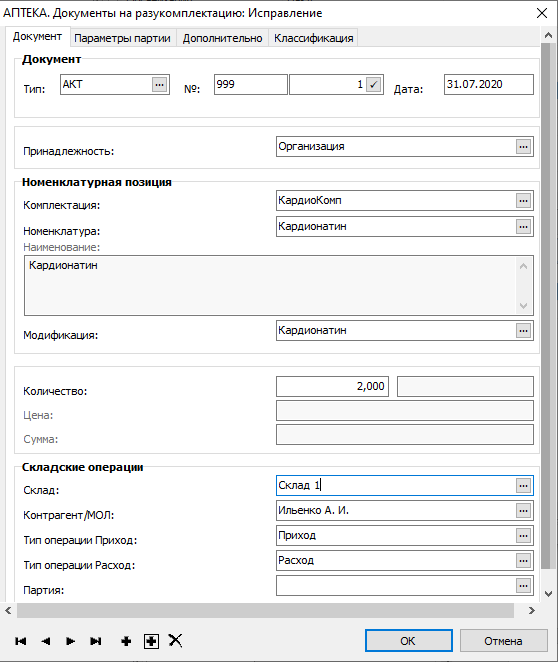 АПТЕКА. Документы на разукомплектацию: Исправление
Документ Параметры партии Дополнительно Классификация
Документ
Тип: АКТ ... №: 999 1 Дата: 31.07.2020
Принадлежность: Организация ...
Номенклатурная позиция
Комплектация: КардиоКомп ...
Номенклатура: Кардионатин ...
Наименование:
Кардионатин
Модификация: Кардионатин ...
Количество: 2,000
Цена:
Сумма:
Складские операции
Склад: Склад 1 ...
Контрагент/МОЛ: Ильенко А. И. ...
Тип операции Приход: Приход ...
Тип операции Расход: Расход ...
Партия: ...
ОК Отмена